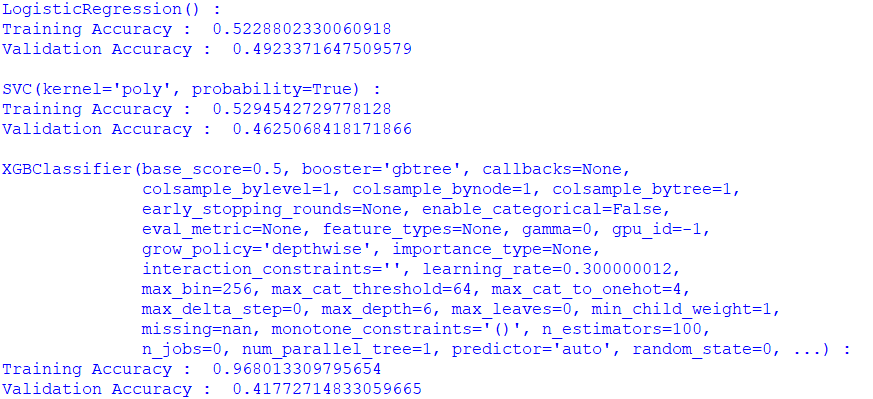 LogisticRegression() :
Training Accuracy :  0.5228802330060918
Validation Accuracy :  0.4923371647509579

SVC(kernel='poly', probability=True) :
Training Accuracy :  0.5294542729778128
Validation Accuracy :  0.4625068418171866

XGBClassifier(base_score=0.5, booster='gbtree', callbacks=None,
              colsample_bylevel=1, colsample_bynode=1, colsample_bytree=1,
              early_stopping_rounds=None, enable_categorical=False,
              eval_metric=None, feature_types=None, gamma=0, gpu_id=-1,
              grow_policy='depthwise', importance_type=None,
              interaction_constraints='', learning_rate=0.300000012,
              max_bin=256, max_cat_threshold=64, max_cat_to_onehot=4,
              max_delta_step=0, max_depth=6, max_leaves=0, min_child_weight=1,
              missing=nan, monotone_constraints='()', n_estimators=100,
              n_jobs=0, num_parallel_tree=1, predictor='auto', random_state=0, ...) :
Training Accuracy :  0.968013309795654
Validation Accuracy :  0.41772714833059665